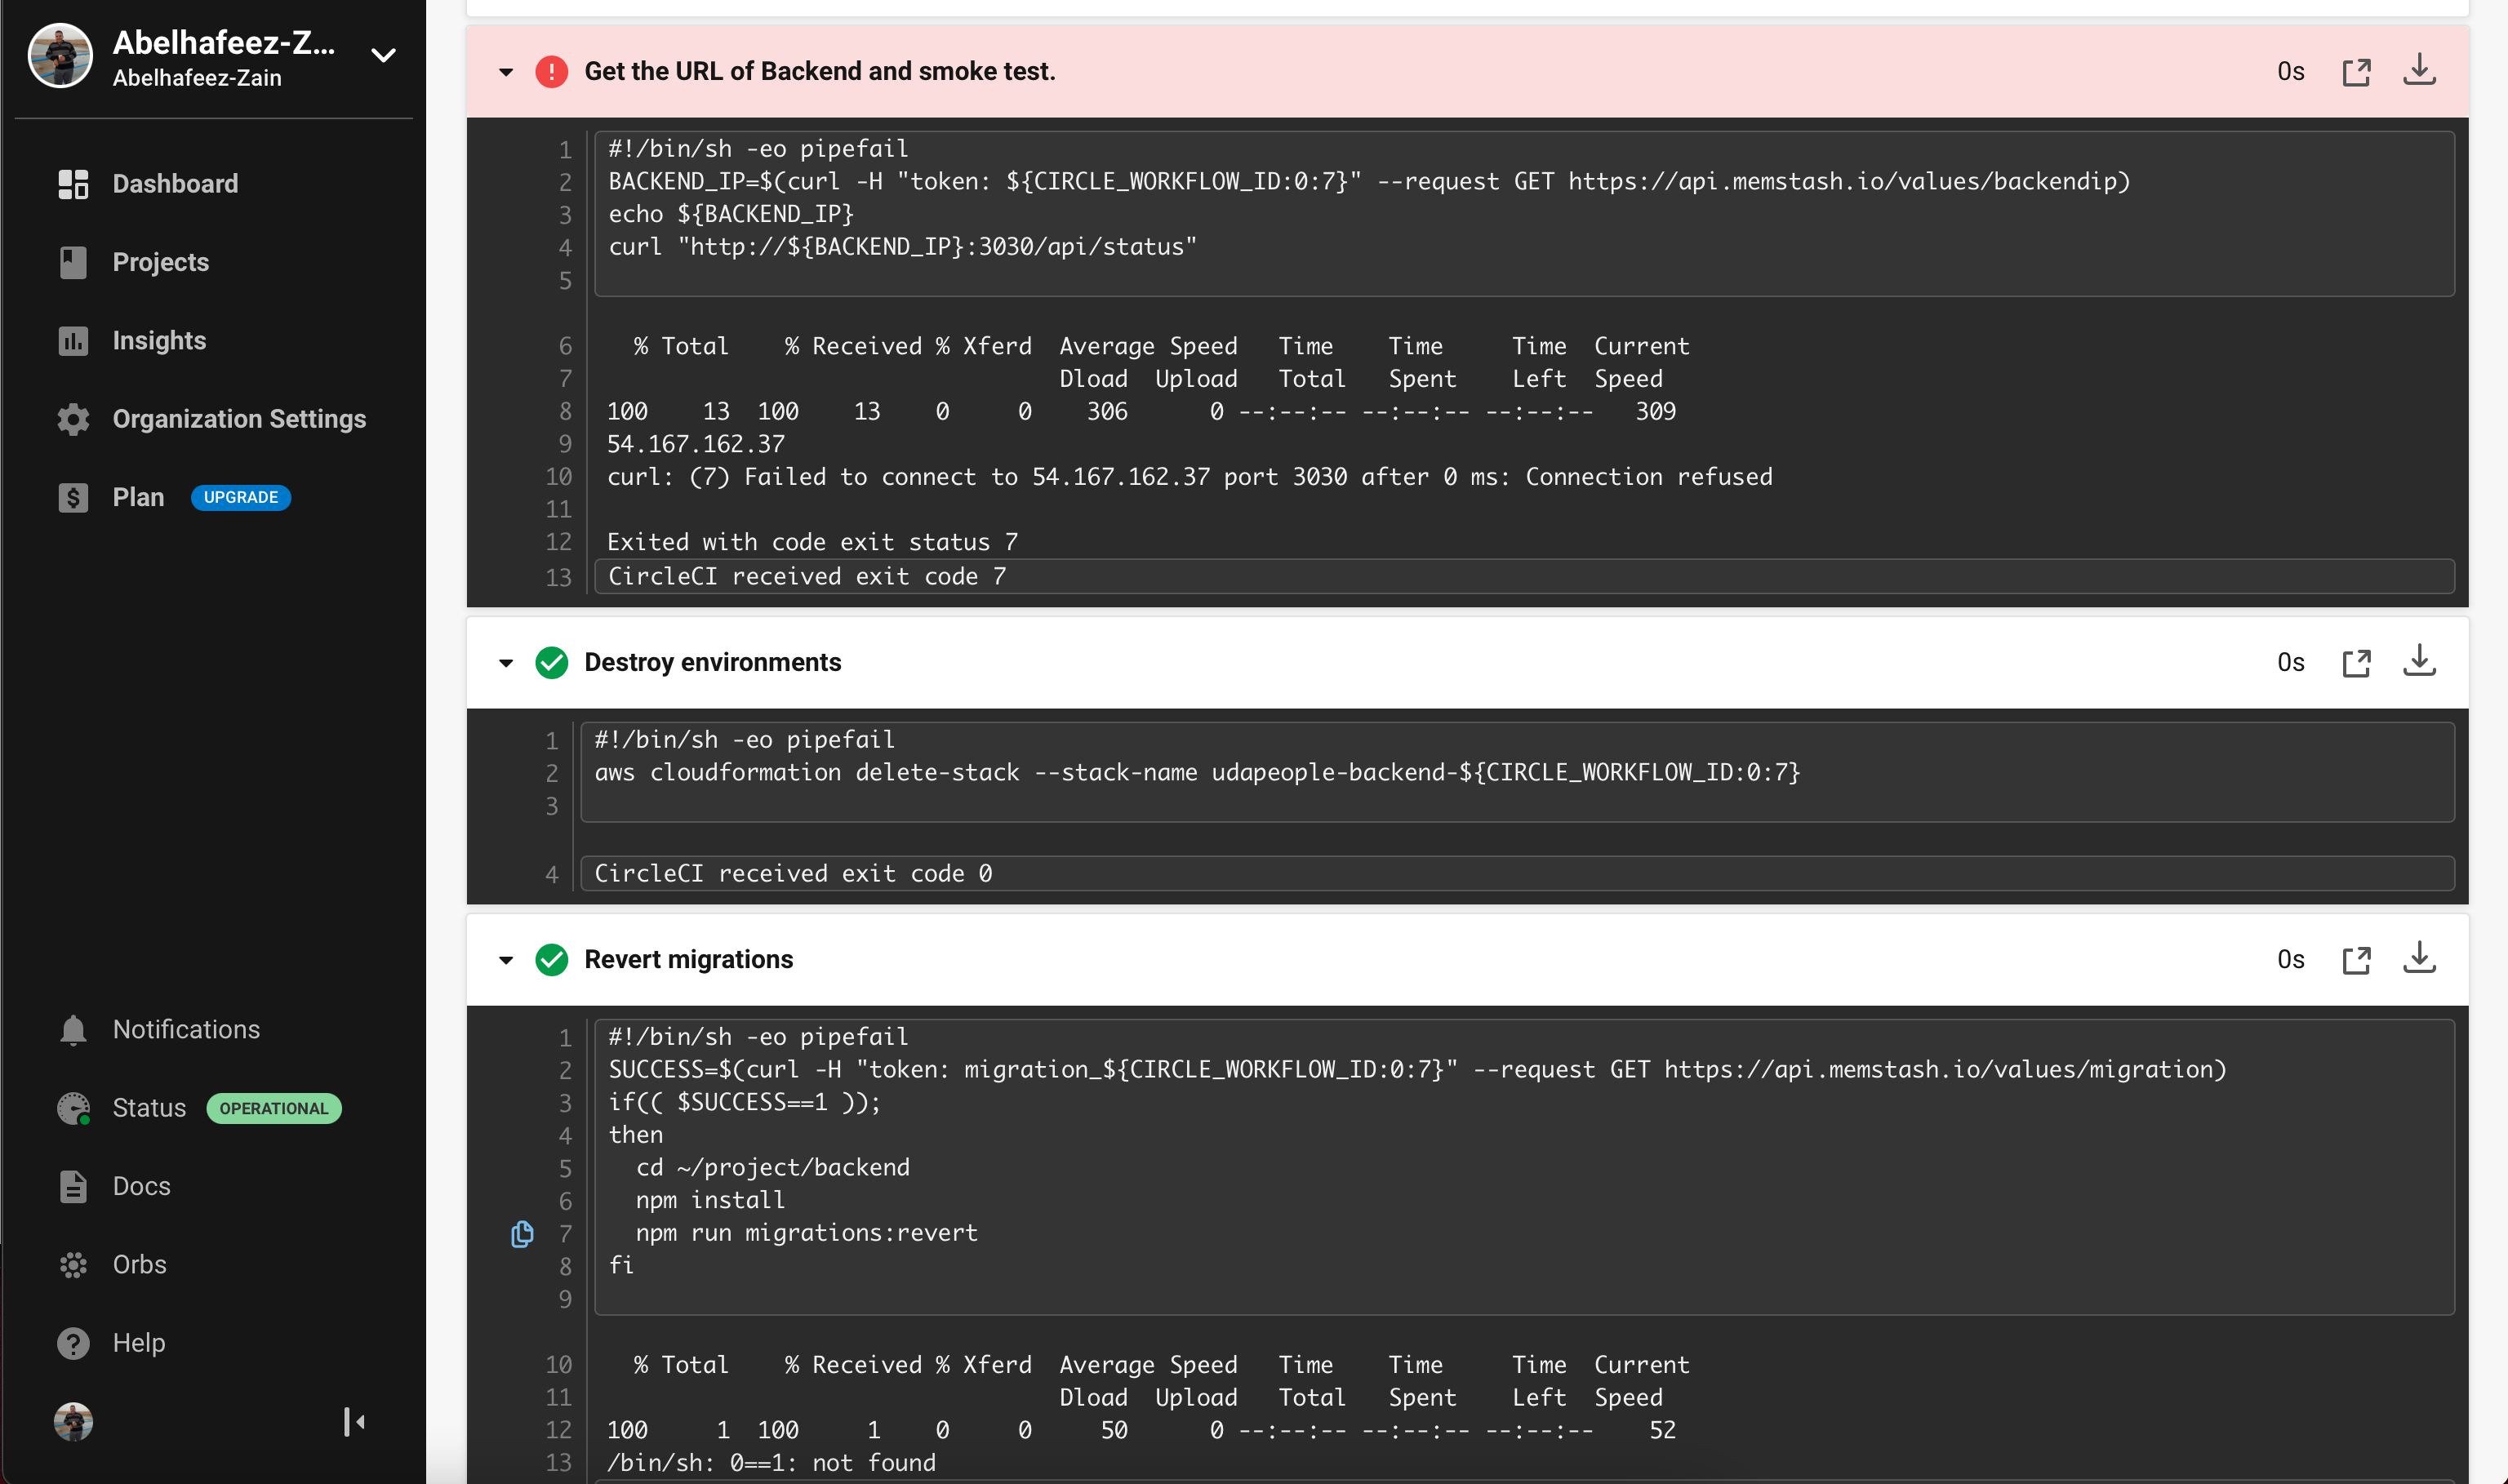 Abelhafeez-Z...
Abelhafeez-Zain
Dashboard
Projects
Insights
Organization Settings
Plan UPGRADE
Notifications
Status OPERATIONAL
Docs
Orbs
Help
Get the URL of Backend and smoke test. 0s
1 #!/bin/sh -eo pipefail
2 BACKEND_IP=$(curl -H "token: ${CIRCLE_WORKFLOW_ID:0:7}" --request GET https://api.memstash.io/values/backendip)
3 echo ${BACKEND_IP}
4 curl "http://${BACKEND_IP}:3030/api/status"
5
6 % Total % Received % Xferd Average Speed Time Time Time Current
7 Dload Upload Total Spent Left Speed
8 100 13 100 13 0 0 306 0 --:--:-- --:--:-- --:--:-- 309
9 54.167.162.37
10 curl: (7) Failed to connect to 54.167.162.37 port 3030 after 0 ms: Connection refused
11
12 Exited with code exit status 7
13 CircleCI received exit code 7
Destroy environments 0s
1 #!/bin/sh -eo pipefail
2 aws cloudformation delete-stack --stack-name udapeople-backend-${CIRCLE_WORKFLOW_ID:0:7}
3
4 CircleCI received exit code 0
Revert migrations 0s
1 #!/bin/sh -eo pipefail
2 SUCCESS=$(curl -H "token: migration_${CIRCLE_WORKFLOW_ID:0:7}" --request GET https://api.memstash.io/values/migration)
3 if(( $SUCCESS==1 ));
4 then
5 cd ~/project/backend
6 npm install
7 npm run migrations:revert
8 fi
9
10 % Total % Received % Xferd Average Speed Time Time Time Current
11 Dload Upload Total Spent Left Speed
12 100 1 100 1 0 0 50 0 --:--:-- --:--:-- --:--:-- 52
13 /bin/sh: 0==1: not found